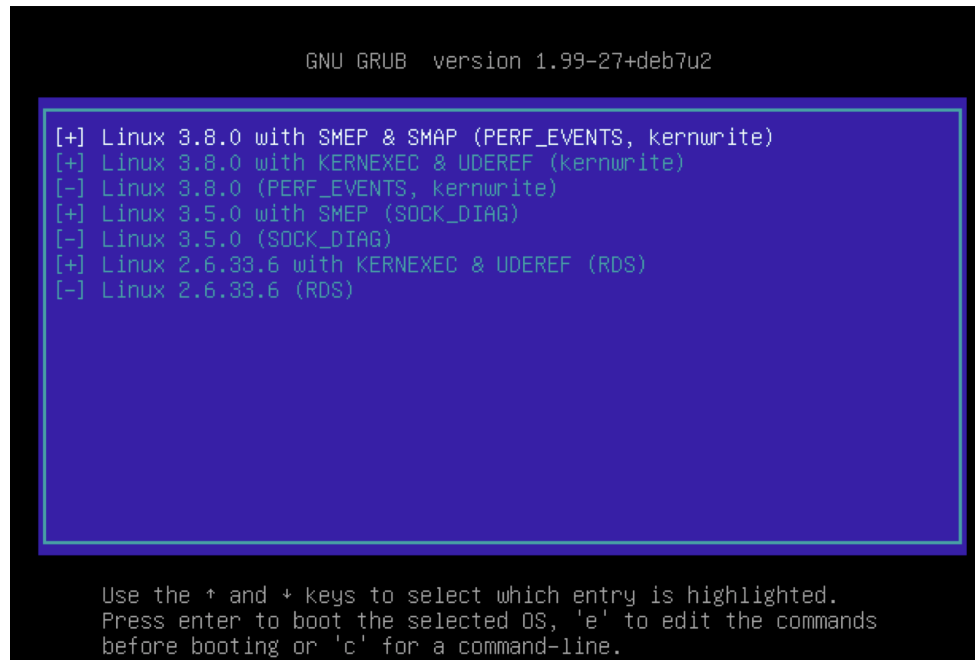 GNU GRUB  version 1.99-27+deb7u2
[+] Linux 3.8.0 with SMEP & SMAP (PERF_EVENTS, kernwrite)
[+] Linux 3.8.0 with KERNEXEC & UDEREF (kernwrite)
[-] Linux 3.8.0 (PERF_EVENTS, kernwrite)
[+] Linux 3.5.0 with SMEP (SOCK_DIAG)
[-] Linux 3.5.0 (SOCK_DIAG)
[+] Linux 2.6.33.6 with KERNEXEC & UDEREF (RDS)
[-] Linux 2.6.33.6 (RDS)
Use the ↑ and ↓ keys to select which entry is highlighted.
Press enter to boot the selected OS, 'e' to edit the commands
before booting or 'c' for a command-line.